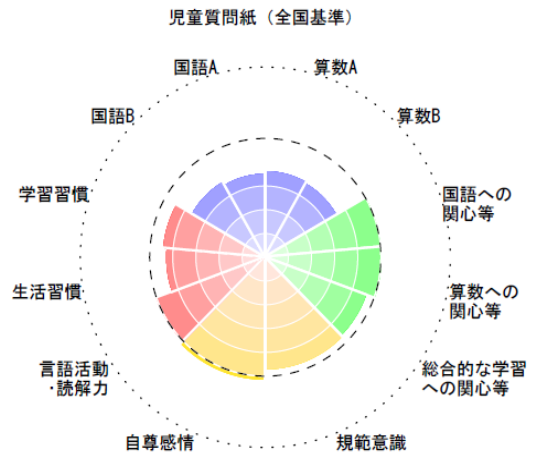 児童質問紙（全国基準）
国語A
算数A
国語B
算数B
学習習慣
国語への
関心等
生活習慣
算数への
関心等
言語活動
・読解力
総合的な学習
への関心等
自尊感情
規範意識